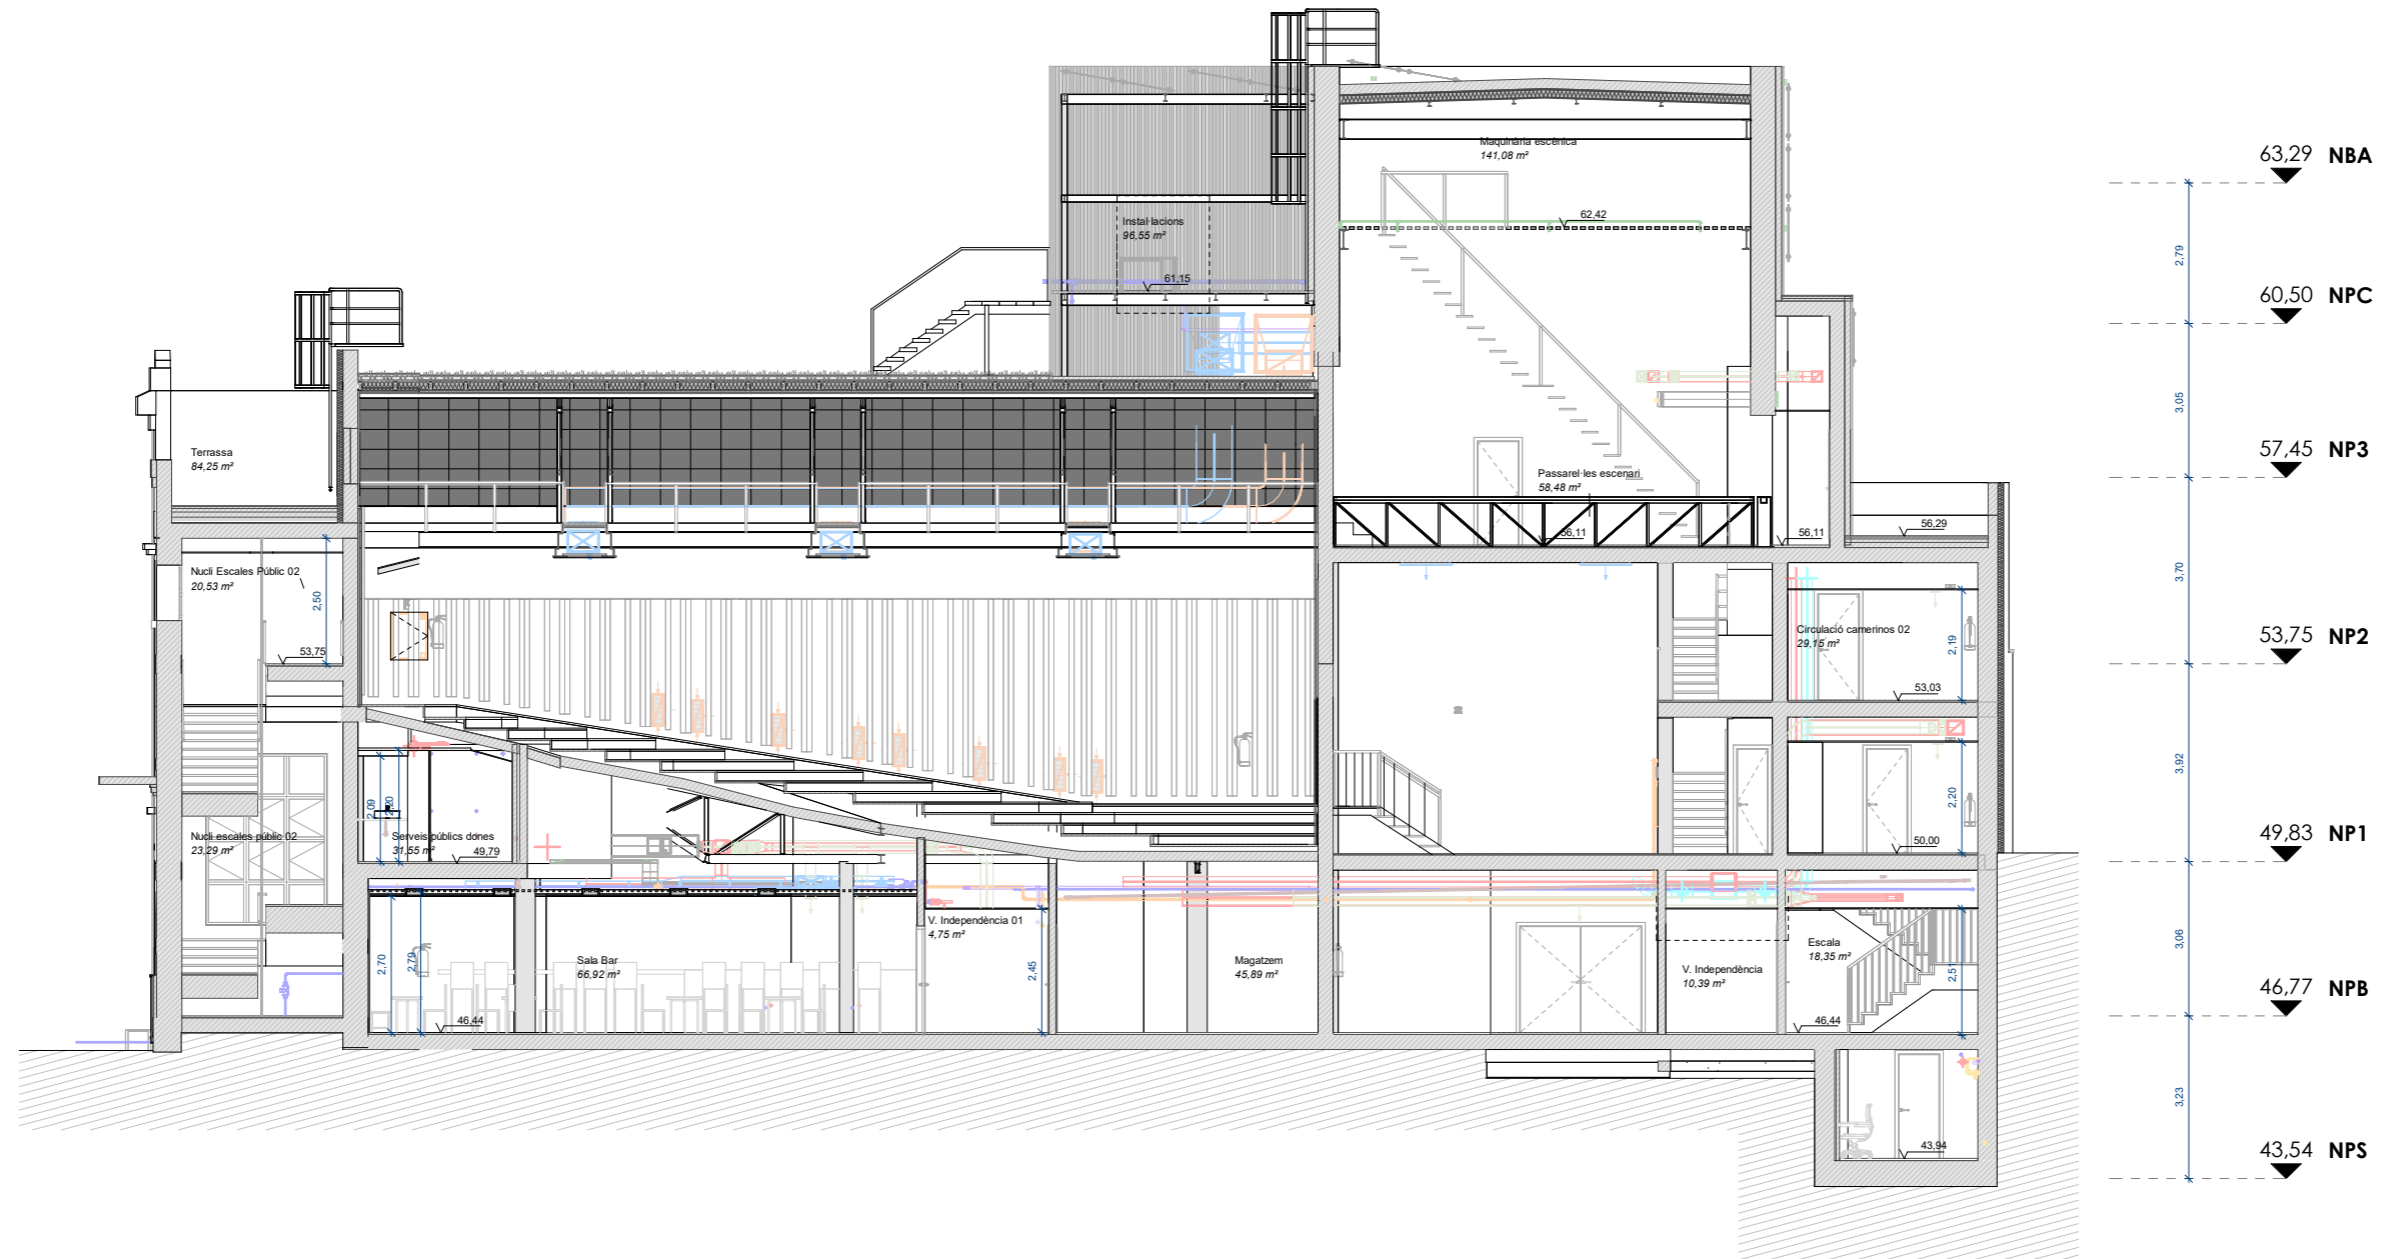 63,29 NBA
Maquinària escènica
141,08 m²
62,42
Instal·lacions
96,55 m²
2,79
61,15
60,50 NPC
3,05
Terrassa
84,25 m²
57,45 NP3
Passarel·les escenari
58,48 m²
56,11
56,11
56,29
Nucli Escales Públic 02
20,53 m²
2,50
3,70
Circulació camerinos 02
29,15 m²
2,19
53,75
53,75 NP2
53,03
3,92
2,09
2,20
2,20
Nucli escales públic 02
23,29 m²
Serveis públics dones
31,55 m²
49,79
50,00
49,83 NP1
V. Independència 01
4,75 m²
3,06
Sala Bar
66,92 m²
2,70
2,79
2,45
Magatzem
45,89 m²
V. Independència
10,39 m²
Escala
18,35 m²
2,51
46,44
46,44
46,77 NPB
3,23
43,94
43,54 NPS